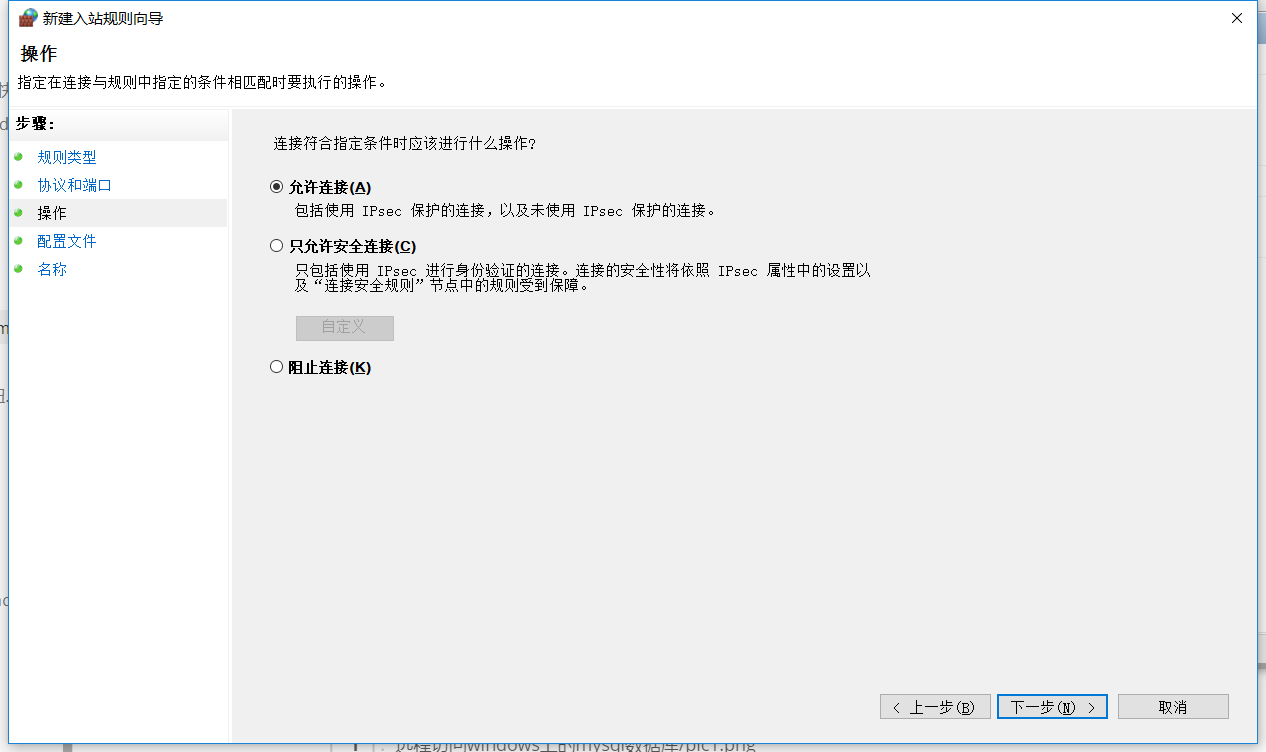 新建入站规则向导
操作
指定在连接与规则中指定的条件相匹配时要执行的操作。
步骤:
规则类型
协议和端口
操作
配置文件
名称
连接符合指定条件时应该进行什么操作?
允许连接(A)
包括使用 IPsec 保护的连接，以及未使用 IPsec 保护的连接。
只允许安全连接(C)
只包括使用 IPsec 进行身份验证的连接。连接的安全性将依照 IPsec 属性中的设置以
及“连接安全规则”节点中的规则受到保障。
自定义
阻止连接(K)
< 上一步(B)
下一步(N) >
取消
远程访问windows上的mysql数据库/pic1.png